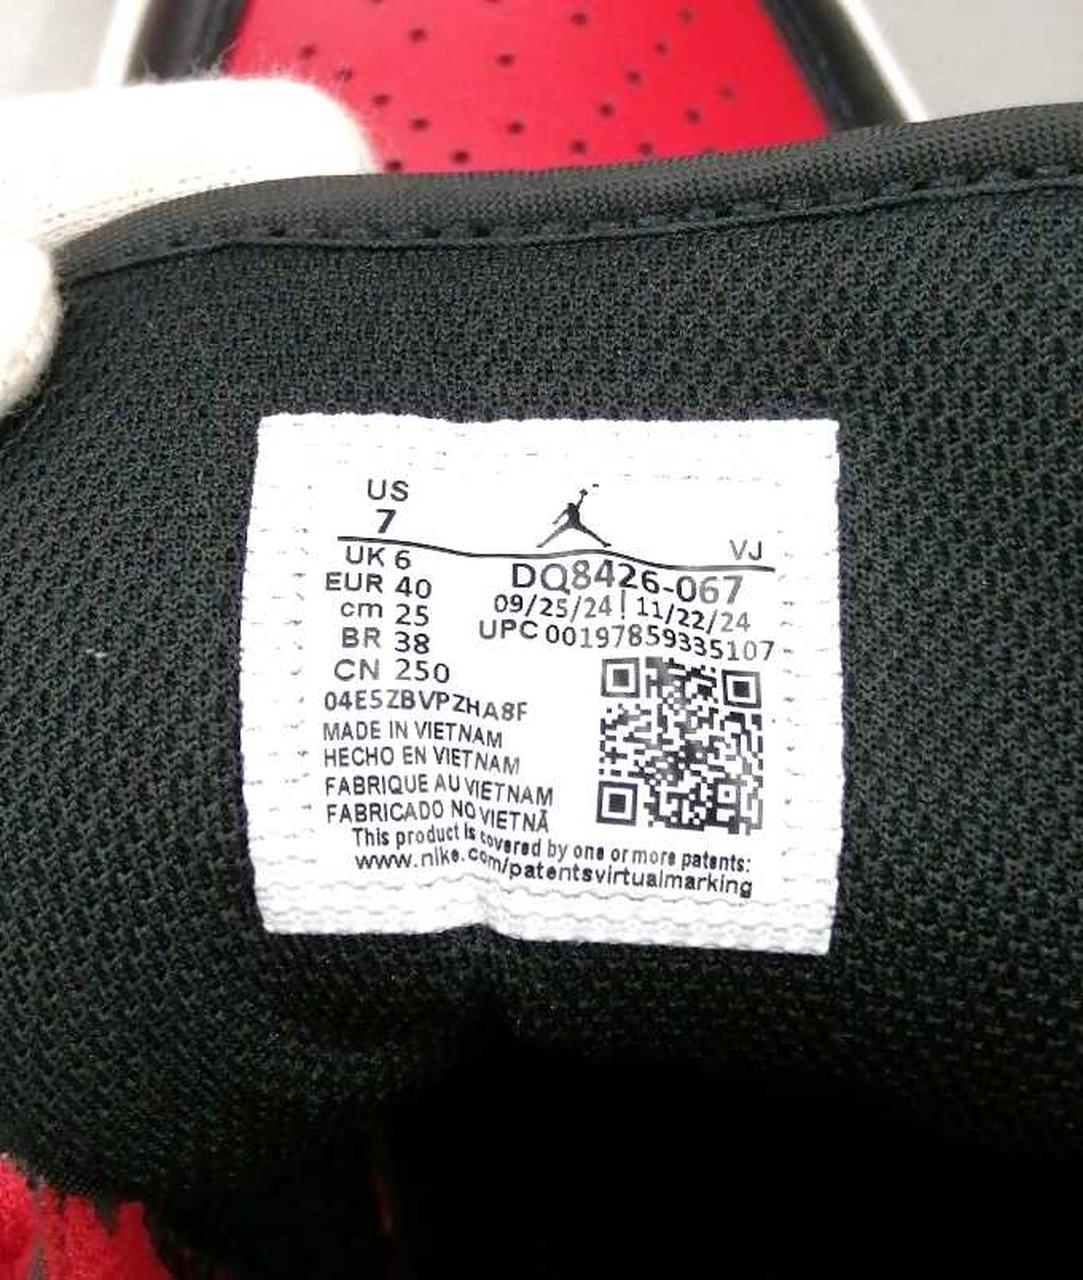 US
7
VJ
UK 6
EUR 40
cm 25
BR 38
CN 250
DQ8426-067
09/25/24 | 11/22/24
UPC 00197859335107
04E5ZBVPZHA8F
MADE IN VIETNAM
HECHO EN VIETNAM
FABRIQUE AU VIETNAM
FABRICADO NO VIETNÃ
This product is covered by one or more patents:
www.nike.com/patentsvirtualmarking